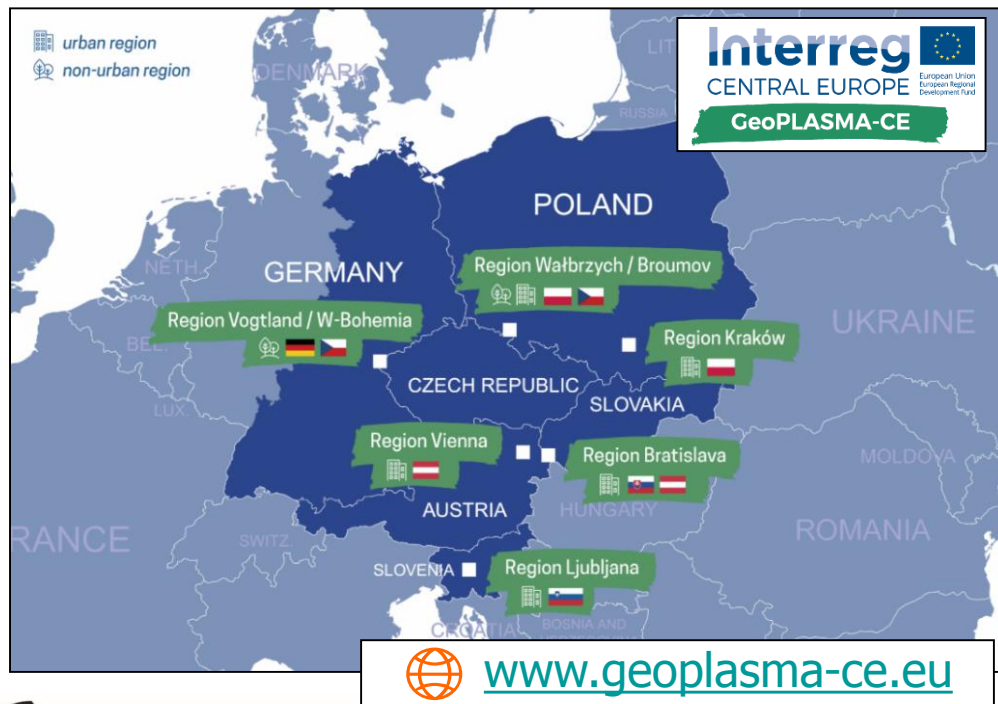 urban region
non-urban region
Interreg
CENTRAL EUROPE
European Union
European Regional
Development Fund
GeoPLASMA-CE
DENMARK
LIT
RUSSIA
POLAND
NETH.
GERMANY
Region Wałbrzych / Broumov
Region Vogtland / W-Bohemia
BEL.
UKRAINE
Region Kraków
LUX.
CZECH REPUBLIC
SLOVAKIA
Region Vienna
Region Bratislava
MOLDOVA
AUSTRIA
HUNGARY
RANCE
SWITZ.
ROMANIA
SLOVENIA
Region Ljubljana
CROATIA
BOSNIA AND
www.geoplasma-ce.eu